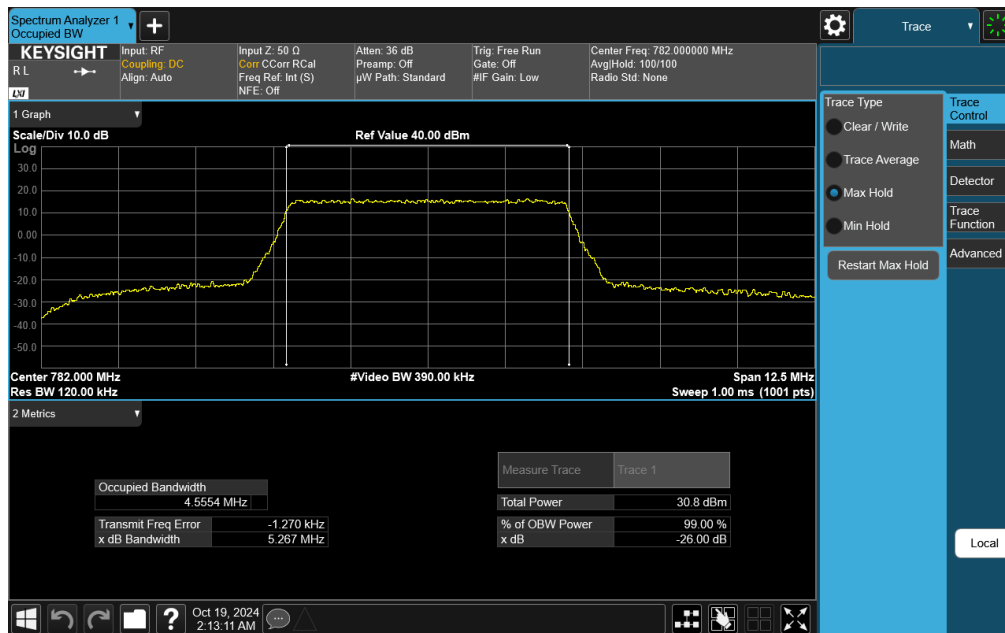 Spectrum Analyzer 1
Occupied BW
Trace
KEYSIGHT
R L
LXI
Input: RF
Coupling: DC
Align: Auto
Input Z: 50 Ω
Corr CCorr RCal
Freq Ref: Int (S)
NFE: Off
Atten: 36 dB
Preamp: Off
µW Path: Standard
Trig: Free Run
Gate: Off
#IF Gain: Low
Center Freq: 782.000000 MHz
Avg|Hold: 100/100
Radio Std: None
1 Graph
Scale/Div 10.0 dB
Ref Value 40.00 dBm
Log
30.0
20.0
10.0
0.00
-10.0
-20.0
-30.0
-40.0
-50.0
Center 782.000 MHz
#Video BW 390.00 kHz
Span 12.5 MHz
Res BW 120.00 kHz
Sweep 1.00 ms (1001 pts)
2 Metrics
Measure Trace
Trace 1
Occupied Bandwidth
4.5554 MHz
Total Power
30.8 dBm
Transmit Freq Error
-1.270 kHz
% of OBW Power
99.00 %
x dB Bandwidth
5.267 MHz
x dB
-26.00 dB
Trace Type
Clear / Write
Trace Average
Max Hold
Min Hold
Restart Max Hold
Trace
Control
Math
Detector
Trace
Function
Advanced
Local
?
Oct 19, 2024
2:13:11 AM